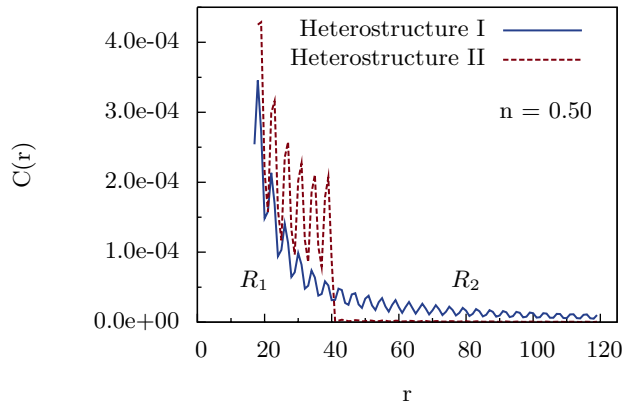 4.0e-04
3.0e-04
2.0e-04
1.0e-04
0.0e+00
C(r)
Heterostructure I
Heterostructure II
n = 0.50
R1
R2
0 20 40 60 80 100 120
r